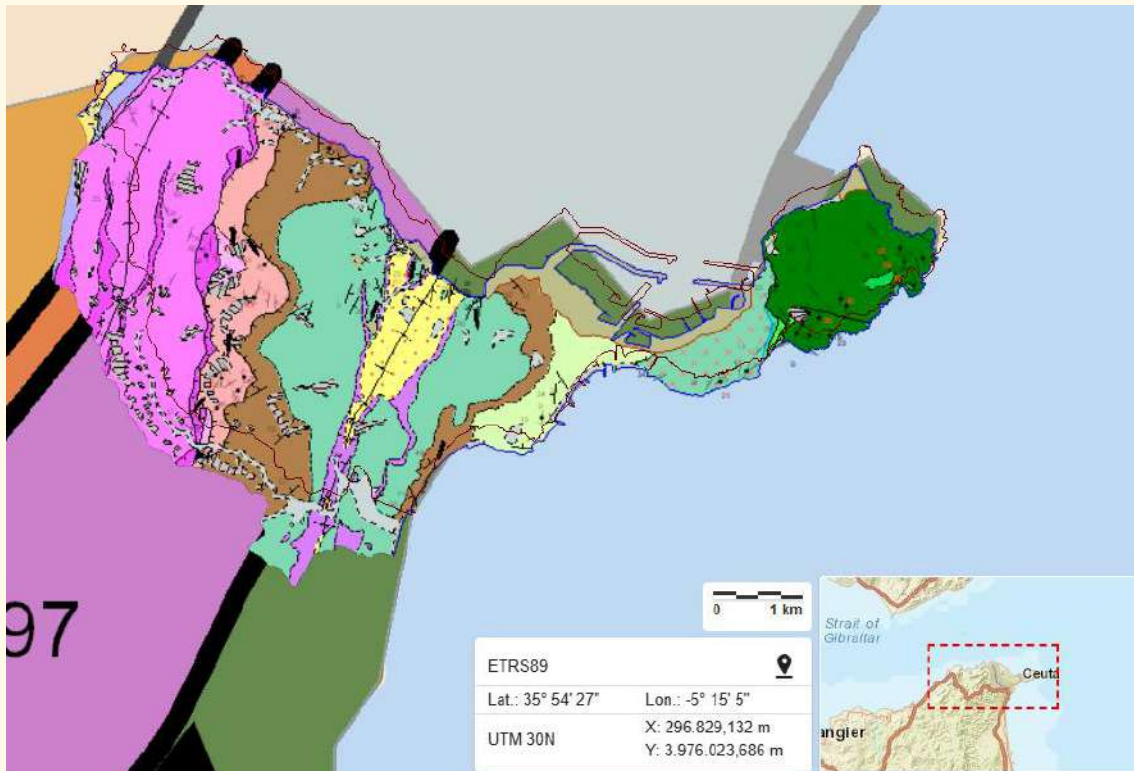 97
0 1 km
ETRS89
Lat.: 35° 54' 27" Lon.: -5° 15' 5"
UTM 30N
X: 296.829,132 m
Y: 3.976.023,686 m
Strait of
Gibraltar
Ceuta
angier